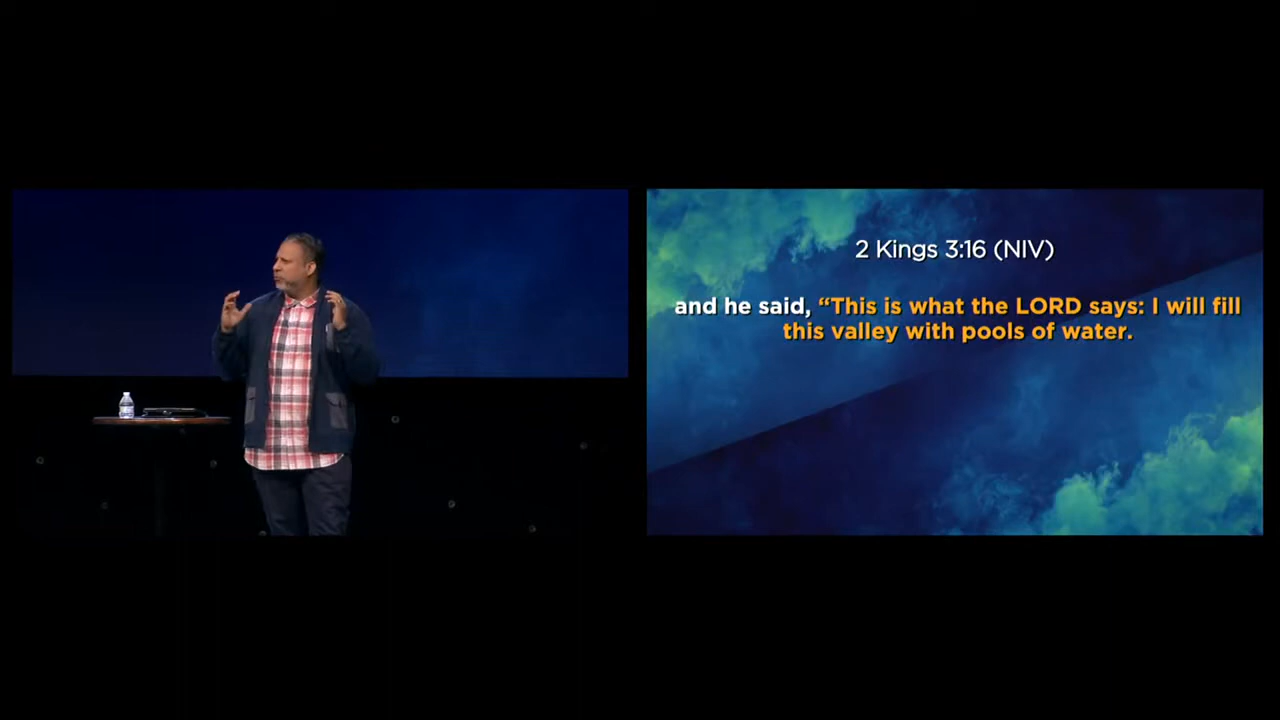 2 Kings 3:16 (NIV)
and he said, “This is what the LORD says: I will fill
this valley with pools of water.